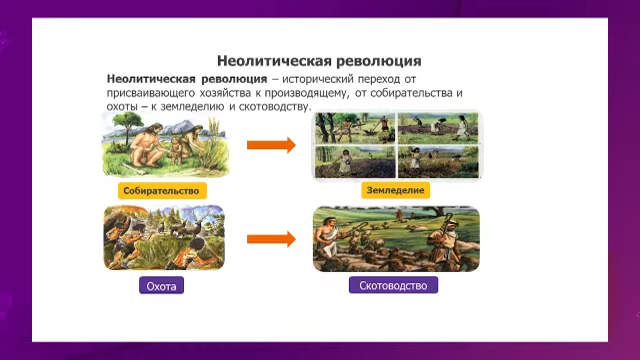 Неолитическая революция
Неолитическая революция – исторический переход от
присваивающего хозяйства к производящему, от собирательства и
охоты – к земледелию и скотоводству.
Собирательство
Земледелие
Охота
Скотоводство